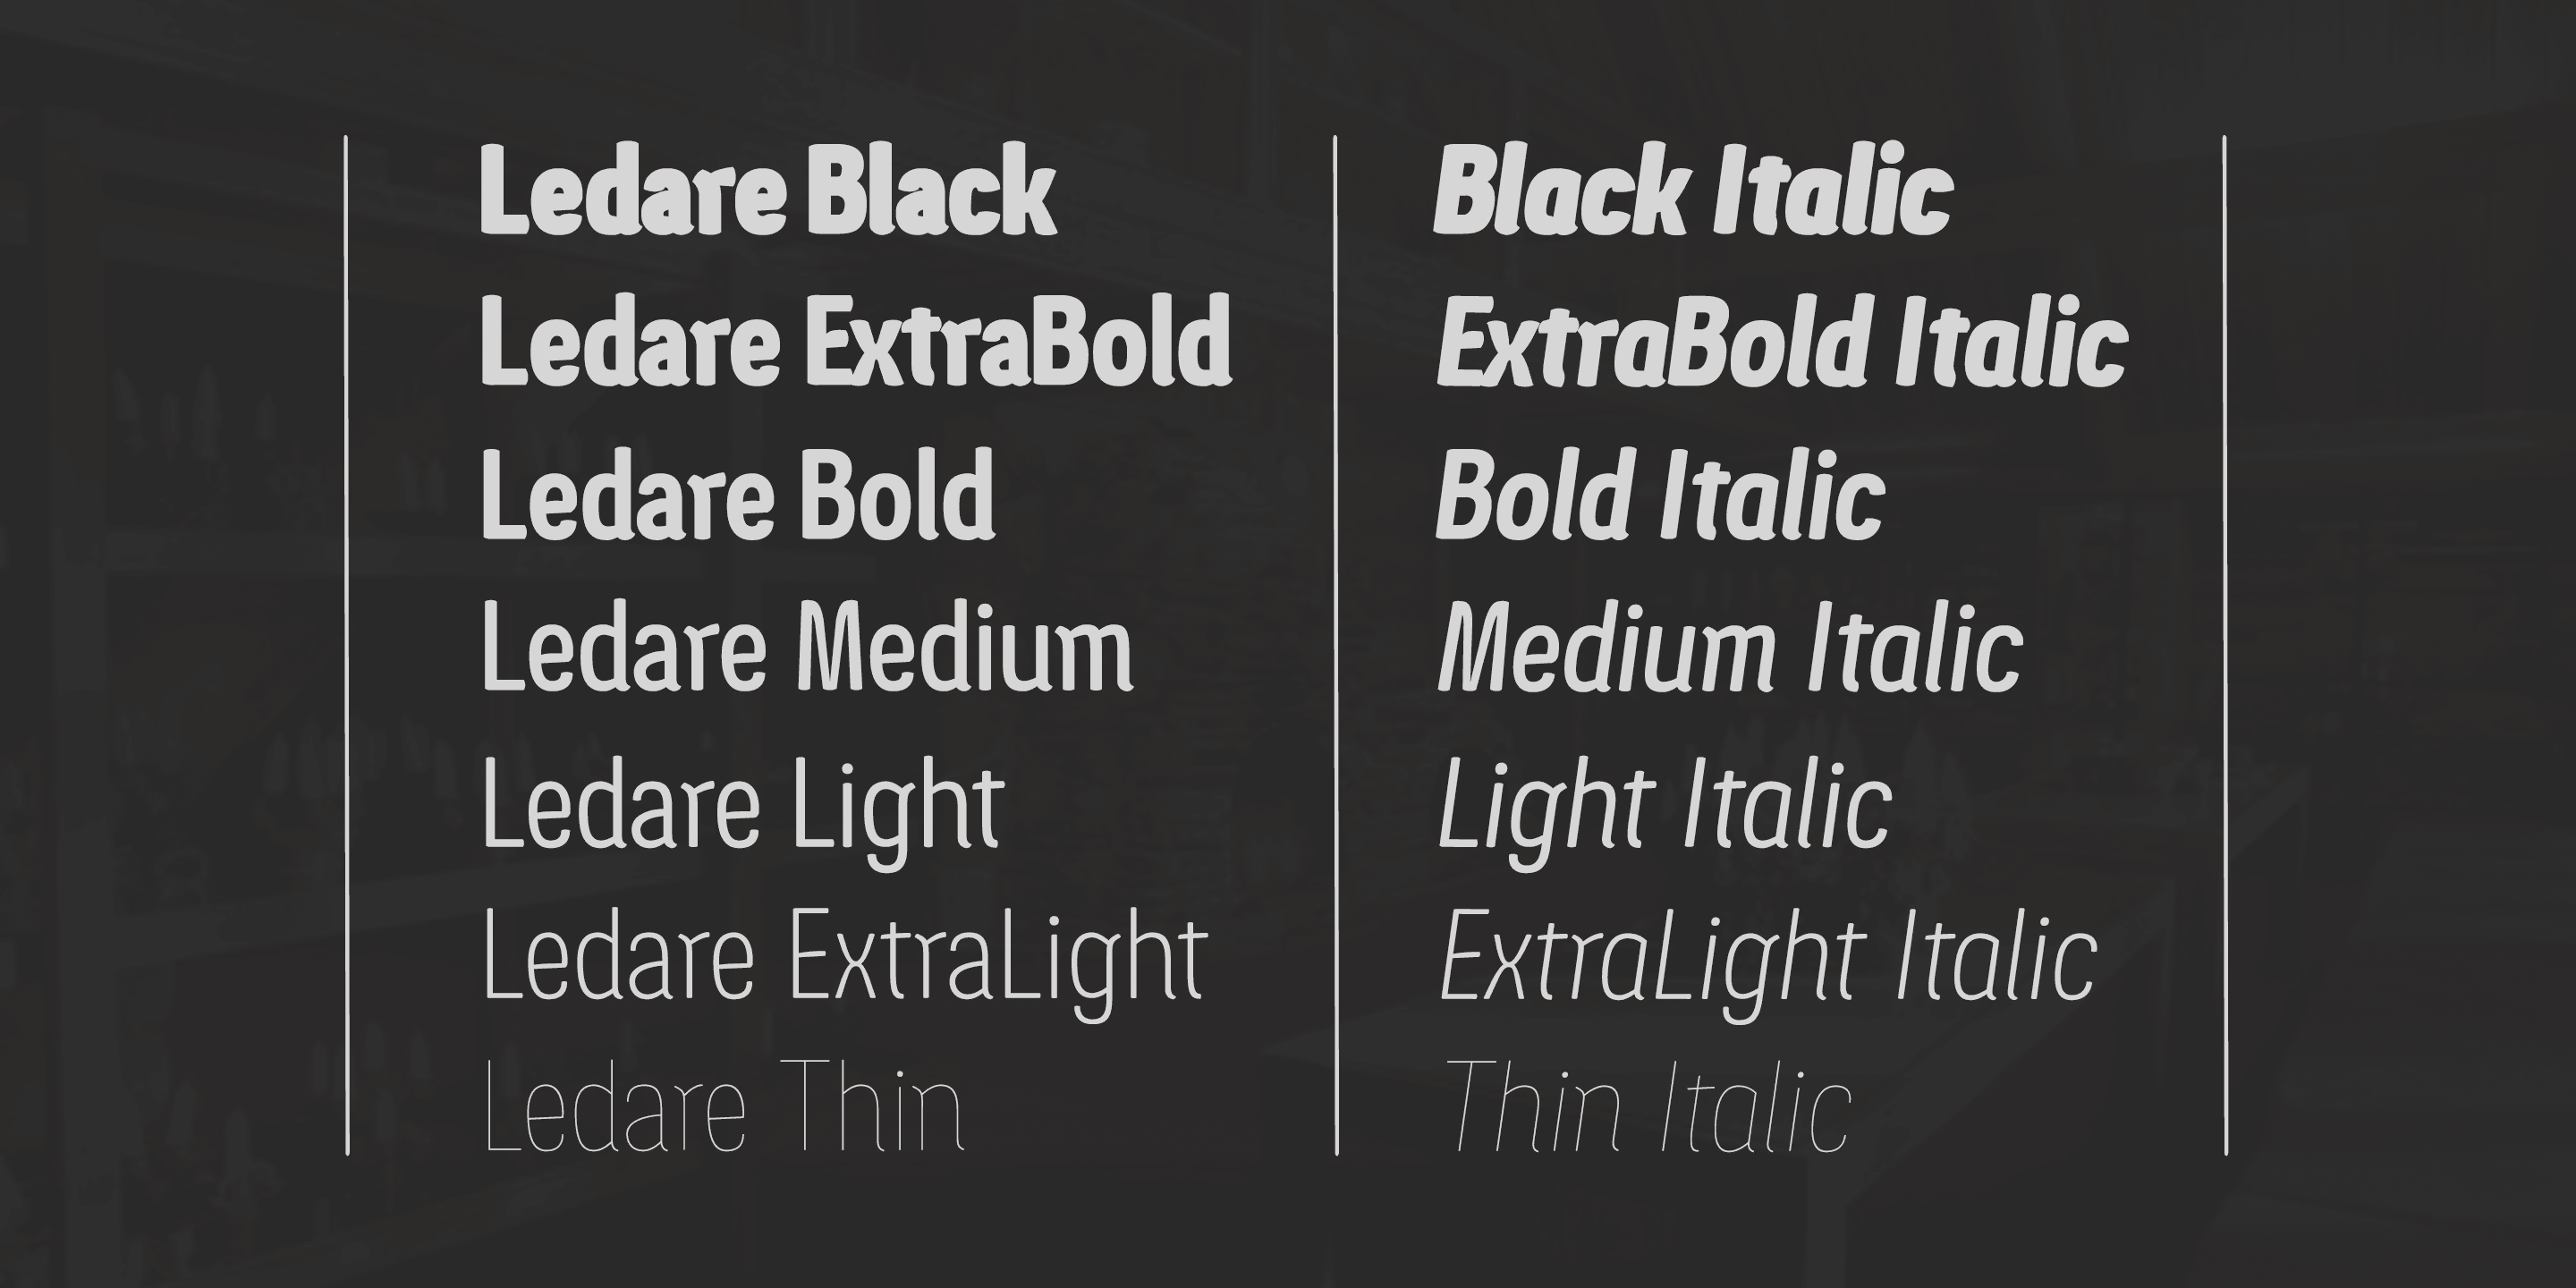 Ledare Black
Ledare ExtraBold
Ledare Bold
Ledare Medium
Ledare Light
Ledare ExtraLight
Ledare Thin
Black Italic
ExtraBold Italic
Bold Italic
Medium Italic
Light Italic
ExtraLight Italic
Thin Italic